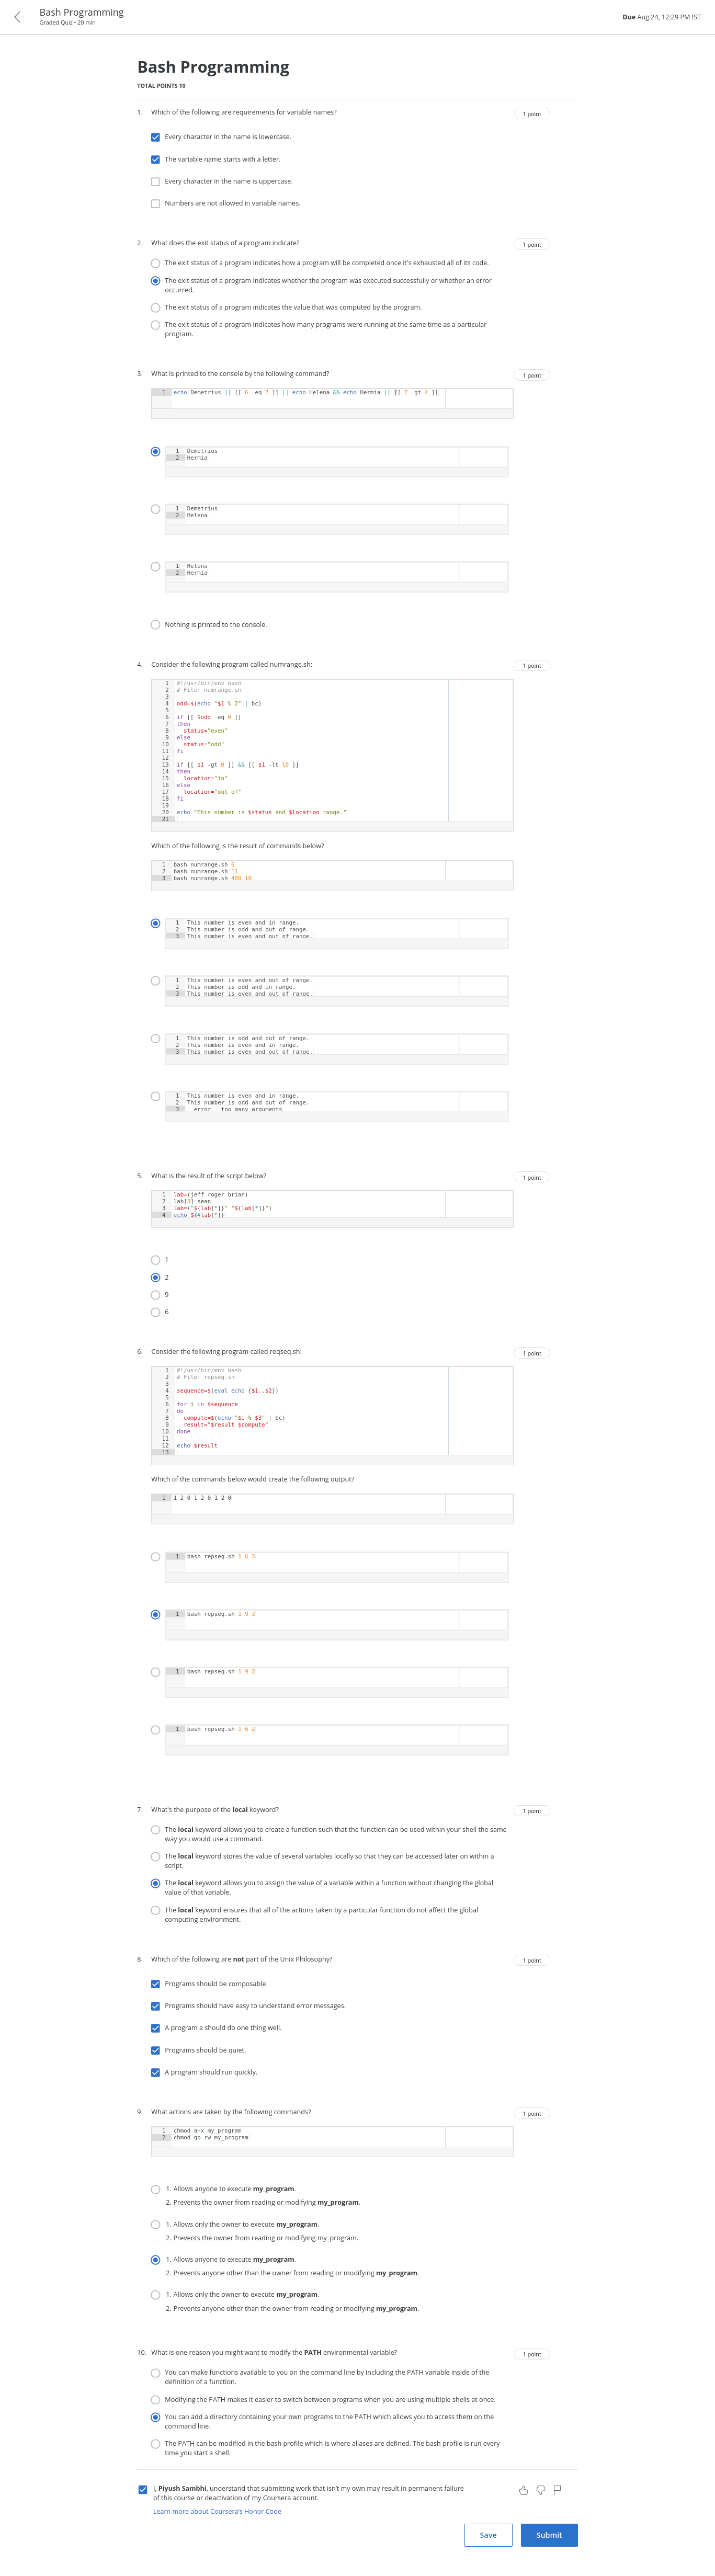 Bash Programming
Graded Quiz • 20 min
Due Aug 24, 12:29 PM IST
Bash Programming
TOTAL POINTS 10
1. Which of the following are requirements for variable names?
1 point
Every character in the name is lowercase.
The variable name starts with a letter.
Every character in the name is uppercase.
Numbers are not allowed in variable names.
2. What does the exit status of a program indicate?
1 point
The exit status of a program indicates how a program will be completed once it's exhausted all of its code.
The exit status of a program indicates whether the program was executed successfully or whether an error
occurred.
The exit status of a program indicates the value that was computed by the program.
The exit status of a program indicates how many programs were running at the same time as a particular
program.
3. What is printed to the console by the following command?
1 point
1 echo Demetrius || [[ 6 -eq 7 ]] || echo Helena && echo Hermia || [[ 7 -gt 4 ]]
1 Demetrius
2 Hermia
1 Demetrius
2 Helena
1 Helena
2 Hermia
Nothing is printed to the console.
4. Consider the following program called numrange.sh:
1 point
1 #!/usr/bin/env bash
2 # File: numrange.sh
3
4 odd=$(echo "$1 % 2" | bc)
5
6 if [[ $odd -eq 0 ]]
7 then
8 status="even"
9 else
10 status="odd"
11 fi
12
13 if [[ $1 -gt 0 ]] && [[ $1 -lt 10 ]]
14 then
15 location="in"
16 else
17 location="out of"
18 fi
19
20 echo "This number is $status and $location range."
21
Which of the following is the result of commands below?
1 bash numrange.sh 6
2 bash numrange.sh 11
3 bash numrange.sh 400 10
1 This number is even and in range.
2 This number is odd and out of range.
3 This number is even and out of range.
1 This number is even and out of range.
2 This number is odd and in range.
3 This number is even and out of range.
1 This number is odd and out of range.
2 This number is even and in range.
3 This number is even and out of range.
1 This number is even and in range.
2 This number is odd and out of range.
3 - error - too many arguments
5. What is the result of the script below?
1 point
1 lab=(jeff roger brian)
2 lab[3]=sean
3 lab=("${lab[*]}" "${lab[*]}")
4 echo ${#lab[*]}
1
2
9
6
6. Consider the following program called reqseq.sh:
1 point
1 #!/usr/bin/env bash
2 # File: repseq.sh
3
4 sequence=$(eval echo {$1..$2})
5
6 for i in $sequence
7 do
8 compute=$(echo "$i % $3" | bc)
9 result="$result $compute"
10 done
11
12 echo $result
13
Which of the commands below would create the following output?
1 1 2 0 1 2 0 1 2 0
1 bash repseq.sh 1 6 3
1 bash repseq.sh 1 9 3
1 bash repseq.sh 1 9 2
1 bash repseq.sh 1 6 2
7. What's the purpose of the local keyword?
1 point
The local keyword allows you to create a function such that the function can be used within your shell the same
way you would use a command.
The local keyword stores the value of several variables locally so that they can be accessed later on within a
script.
The local keyword allows you to assign the value of a variable within a function without changing the global
value of that variable.
The local keyword ensures that all of the actions taken by a particular function do not affect the global
computing environment.
8. Which of the following are not part of the Unix Philosophy?
1 point
Programs should be composable.
Programs should have easy to understand error messages.
A program a should do one thing well.
Programs should be quiet.
A program should run quickly.
9. What actions are taken by the following commands?
1 point
1 chmod a+x my_program
2 chmod go-rw my_program
1. Allows anyone to execute my_program.
2. Prevents the owner from reading or modifying my_program.
1. Allows only the owner to execute my_program.
2. Prevents the owner from reading or modifying my_program.
1. Allows anyone to execute my_program.
2. Prevents anyone other than the owner from reading or modifying my_program.
1. Allows only the owner to execute my_program.
2. Prevents anyone other than the owner from reading or modifying my_program.
10. What is one reason you might want to modify the PATH environmental variable?
1 point
You can make functions available to you on the command line by including the PATH variable inside of the
definition of a function.
Modifying the PATH makes it easier to switch between programs when you are using multiple shells at once.
You can add a directory containing your own programs to the PATH which allows you to access them on the
command line.
The PATH can be modified in the bash profile which is where aliases are defined. The bash profile is run every
time you start a shell.
I, Piyush Sambhi, understand that submitting work that isn't my own may result in permanent failure
of this course or deactivation of my Coursera account.
Learn more about Coursera's Honor Code
Save
Submit